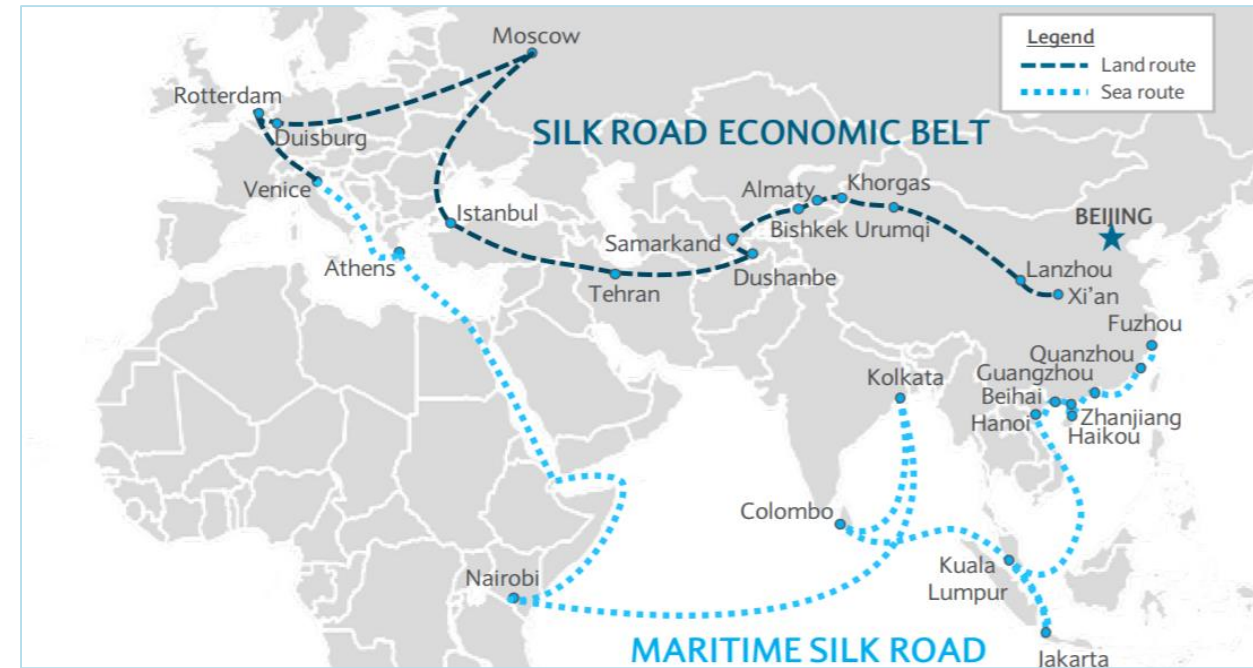 Legend
Land route
Sea route
Moscow
Rotterdam
Duisburg
SILK ROAD ECONOMIC BELT
Venice
Almaty
Khorgas
Istanbul
Bishkek
Urumqi
BEIJING
Samarkand
Athens
Dushanbe
Tehran
Lanzhou
Xi'an
Fuzhou
Quanzhou
Guangzhou
Kolkata
Beihai
Zhanjiang
Hanoi
Haikou
Colombo
Kuala
Lumpur
Nairobi
MARITIME SILK ROAD
Jakarta